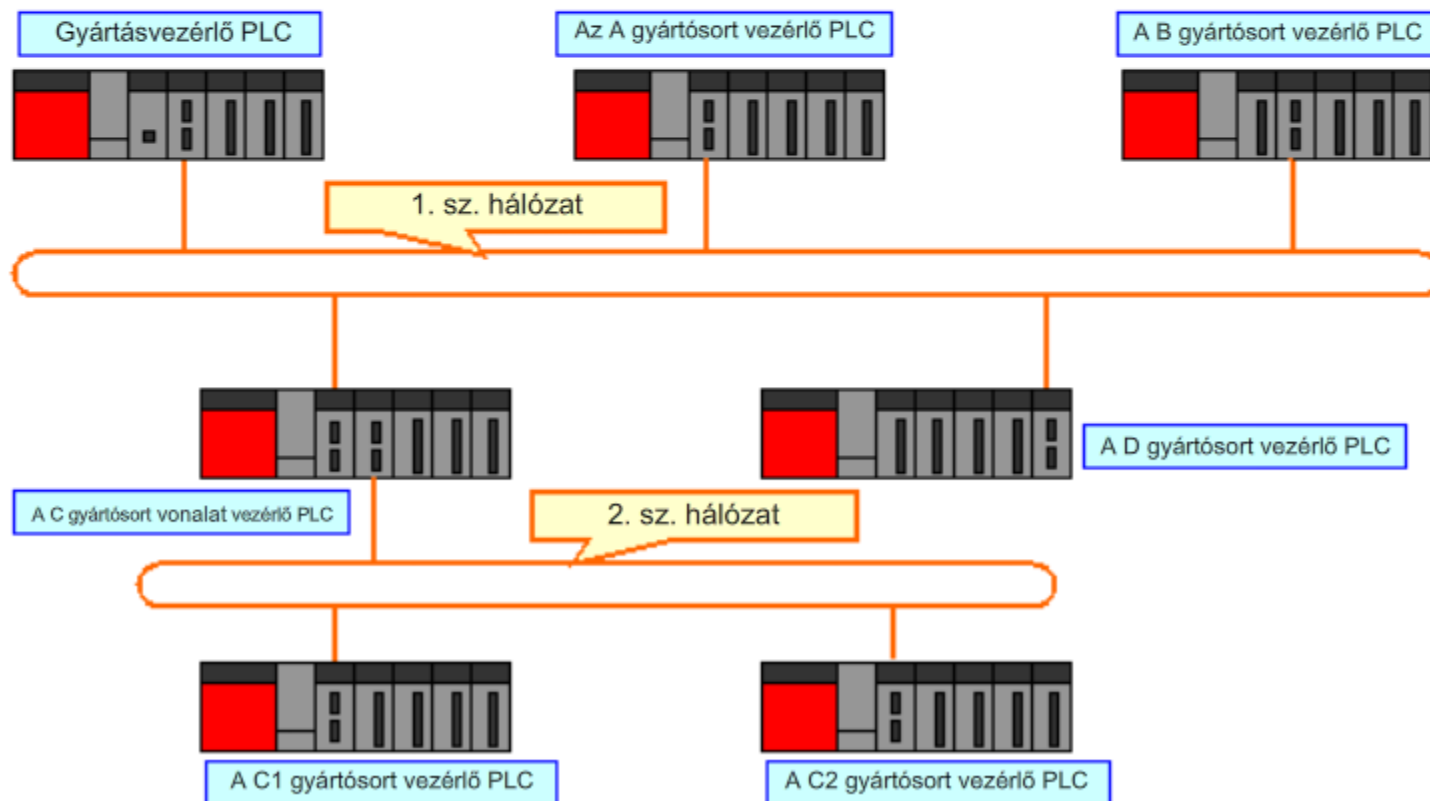 Gyártásvezérlő PLC
Az A gyártósort vezérlő PLC
A B gyártósort vezérlő PLC
1. sz. hálózat
A D gyártósort vezérlő PLC
A C gyártósort vonalat vezérlő PLC
2. sz. hálózat
A C1 gyártósort vezérlő PLC
A C2 gyártósort vezérlő PLC